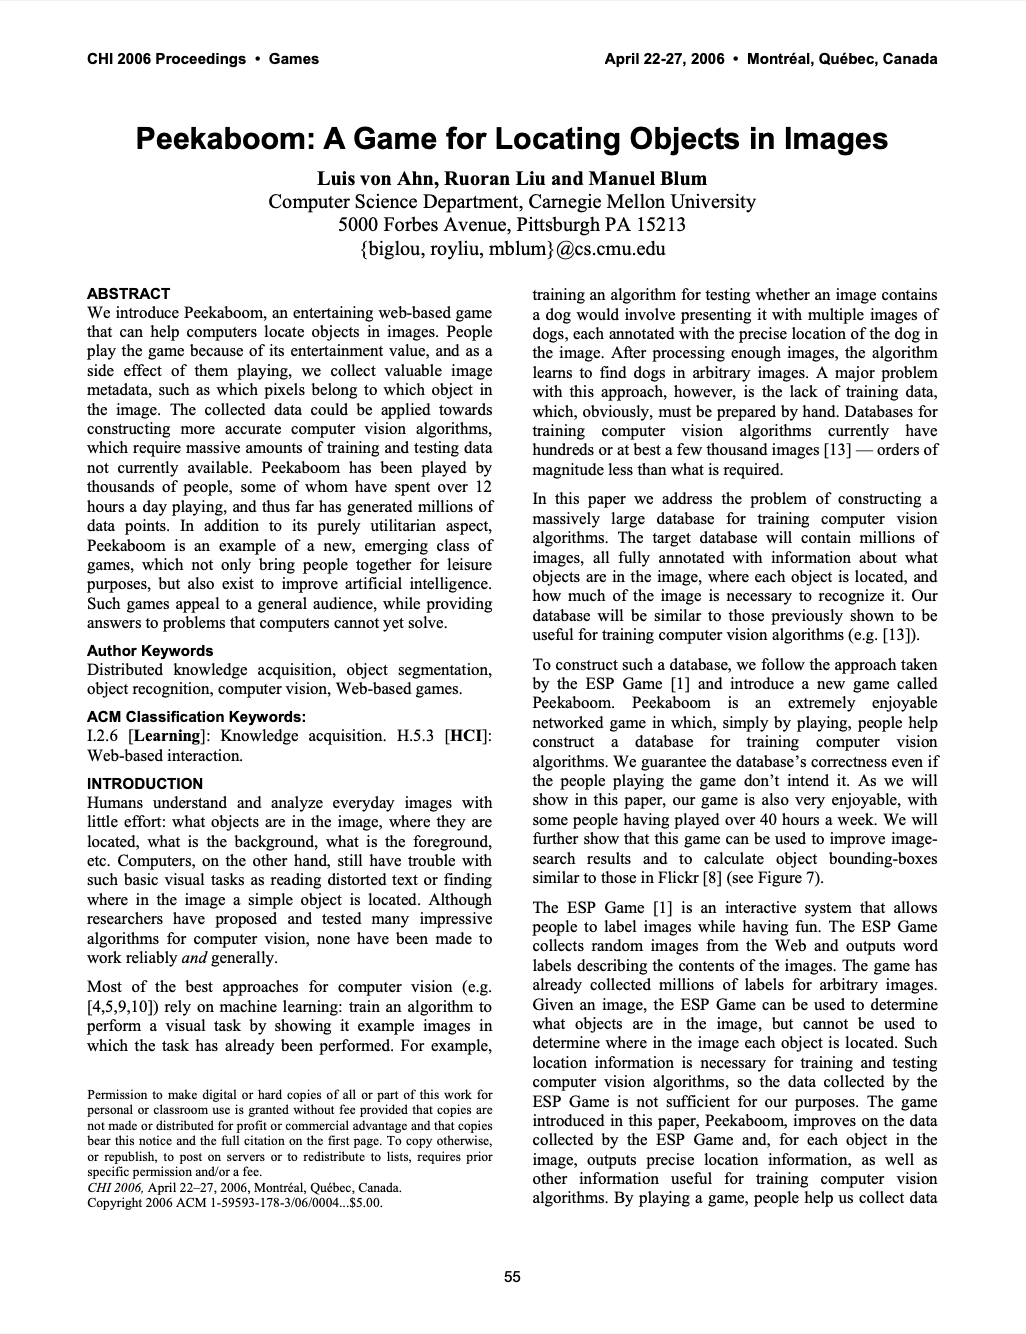 CHI 2006 Proceedings • Games
April 22-27, 2006 • Montréal, Québec, Canada
Peekaboom: A Game for Locating Objects in Images
Luis von Ahn, Ruoran Liu and Manuel Blum
Computer Science Department, Carnegie Mellon University
5000 Forbes Avenue, Pittsburgh PA 15213
{biglou, royliu, mblum}@cs.cmu.edu
ABSTRACT
We introduce Peekaboom, an entertaining web-based game
that can help computers locate objects in images. People
play the game because of its entertainment value, and as a
side effect of them playing, we collect valuable image
metadata, such as which pixels belong to which object in
the image. The collected data could be applied towards
constructing more accurate computer vision algorithms,
which require massive amounts of training and testing data
not currently available. Peekaboom has been played by
thousands of people, some of whom have spent over 12
hours a day playing, and thus far has generated millions of
data points. In addition to its purely utilitarian aspect,
Peekaboom is an example of a new, emerging class of
games, which not only bring people together for leisure
purposes, but also exist to improve artificial intelligence.
Such games appeal to a general audience, while providing
answers to problems that computers cannot yet solve.
Author Keywords
Distributed knowledge acquisition, object segmentation,
object recognition, computer vision, Web-based games.
ACM Classification Keywords:
I.2.6 [Learning]: Knowledge acquisition. H.5.3 [HCI]:
Web-based interaction.
INTRODUCTION
Humans understand and analyze everyday images with
little effort: what objects are in the image, where they are
located, what is the background, what is the foreground,
etc. Computers, on the other hand, still have trouble with
such basic visual tasks as reading distorted text or finding
where in the image a simple object is located. Although
researchers have proposed and tested many impressive
algorithms for computer vision, none have been made to
work reliably and generally.
Most of the best approaches for computer vision (e.g.
[4,5,9,10]) rely on machine learning: train an algorithm to
perform a visual task by showing it example images in
which the task has already been performed. For example,
Permission to make digital or hard copies of all or part of this work for
personal or classroom use is granted without fee provided that copies are
not made or distributed for profit or commercial advantage and that copies
bear this notice and the full citation on the first page. To copy otherwise,
or republish, to post on servers or to redistribute to lists, requires prior
specific permission and/or a fee.
CHI 2006, April 22–27, 2006, Montréal, Québec, Canada.
Copyright 2006 ACM 1-59593-178-3/06/0004...$5.00.
training an algorithm for testing whether an image contains
a dog would involve presenting it with multiple images of
dogs, each annotated with the precise location of the dog in
the image. After processing enough images, the algorithm
learns to find dogs in arbitrary images. A major problem
with this approach, however, is the lack of training data,
which, obviously, must be prepared by hand. Databases for
training computer vision algorithms currently have
hundreds or at best a few thousand images [13] — orders of
magnitude less than what is required.
In this paper we address the problem of constructing a
massively large database for training computer vision
algorithms. The target database will contain millions of
images, all fully annotated with information about what
objects are in the image, where each object is located, and
how much of the image is necessary to recognize it. Our
database will be similar to those previously shown to be
useful for training computer vision algorithms (e.g. [13]).
To construct such a database, we follow the approach taken
by the ESP Game [1] and introduce a new game called
Peekaboom. Peekaboom is an extremely enjoyable
networked game in which, simply by playing, people help
construct a database for training computer vision
algorithms. We guarantee the database’s correctness even if
the people playing the game don’t intend it. As we will
show in this paper, our game is also very enjoyable, with
some people having played over 40 hours a week. We will
further show that this game can be used to improve image-
search results and to calculate object bounding-boxes
similar to those in Flickr [8] (see Figure 7).
The ESP Game [1] is an interactive system that allows
people to label images while having fun. The ESP Game
collects random images from the Web and outputs word
labels describing the contents of the images. The game has
already collected millions of labels for arbitrary images.
Given an image, the ESP Game can be used to determine
what objects are in the image, but cannot be used to
determine where in the image each object is located. Such
location information is necessary for training and testing
computer vision algorithms, so the data collected by the
ESP Game is not sufficient for our purposes. The game
introduced in this paper, Peekaboom, improves on the data
collected by the ESP Game and, for each object in the
image, outputs precise location information, as well as
other information useful for training computer vision
algorithms. By playing a game, people help us collect data
55